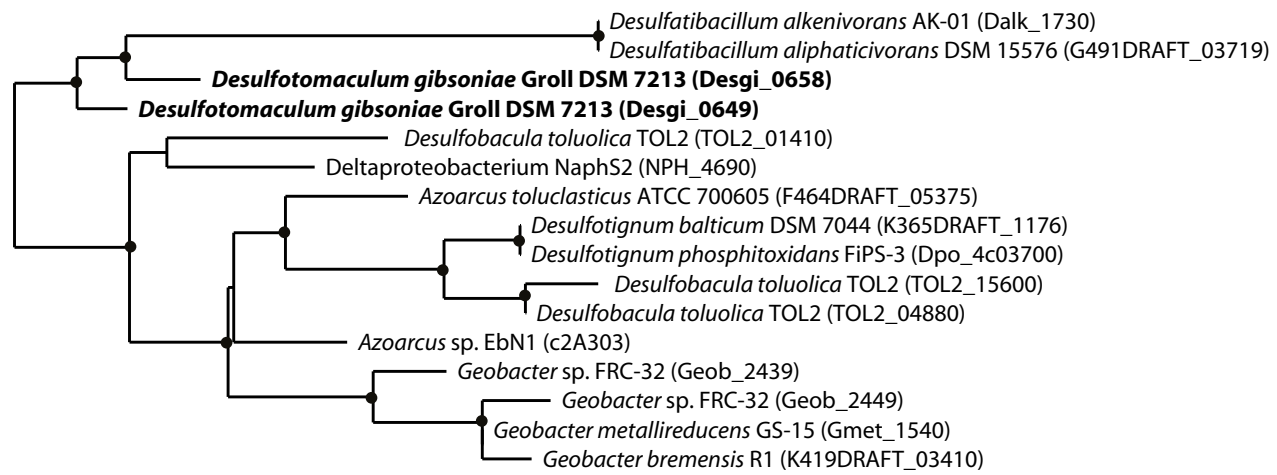 Desulfatibacillum alkenivorans AK-01 (Dalk_1730)
Desulfatibacillum aliphaticivorans DSM 15576 (G491DRAFT_03719)
Desulfotomaculum gibsoniae Groll DSM 7213 (Desgi_0658)
Desulfotomaculum gibsoniae Groll DSM 7213 (Desgi_0649)
Desulfobacula toluolica TOL2 (TOL2_01410)
Deltaproteobacterium NaphS2 (NPH_4690)
Azoarcus toluclasticus ATCC 700605 (F464DRAFT_05375)
Desulfotignum balticum DSM 7044 (K365DRAFT_1176)
Desulfotignum phosphitoxidans FiPS-3 (Dpo_4c03700)
Desulfobacula toluolica TOL2 (TOL2_15600)
Desulfobacula toluolica TOL2 (TOL2_04880)
Azoarcus sp. EbN1 (c2A303)
Geobacter sp. FRC-32 (Geob_2439)
Geobacter sp. FRC-32 (Geob_2449)
Geobacter metallireducens GS-15 (Gmet_1540)
Geobacter bremensis R1 (K419DRAFT_03410)